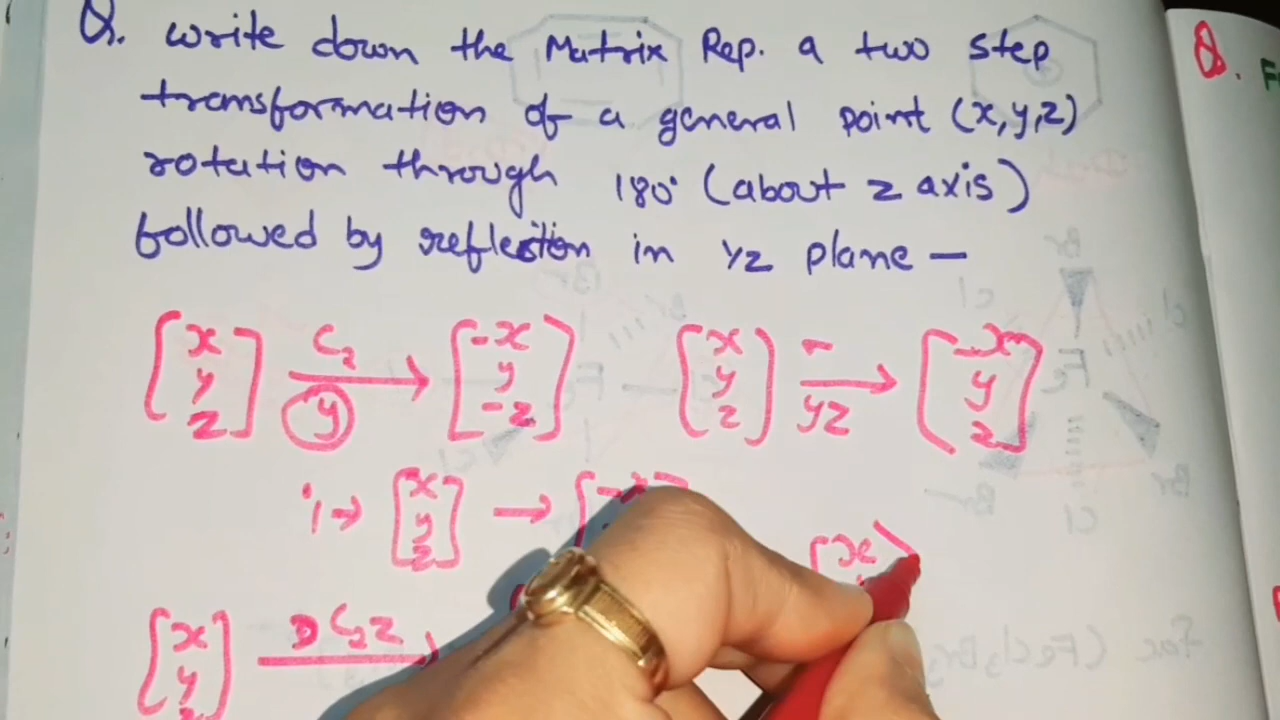 Q. write down the Matrix Rep. a two step
transformation of a general point (x,y,z)
rotation through 180° (about z axis)
followed by reflection in yz plane —
[x y z] C₂ y → [-x y -z] [x y z] σ yz → [-x y z]
i → [x y z] →
[x y z] C₂z →
Q.